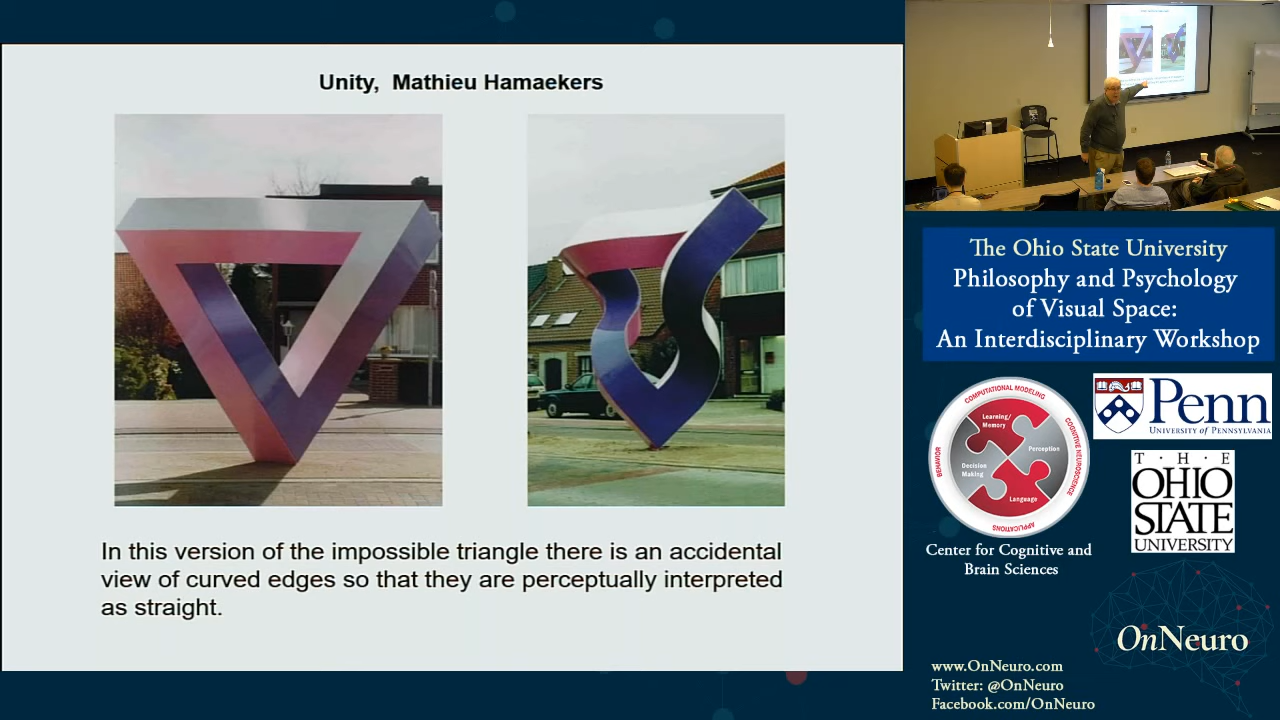 Unity,  Mathieu Hamaekers
In this version of the impossible triangle there is an accidental
view of curved edges so that they are perceptually interpreted
as straight.
The Ohio State University
Philosophy and Psychology
of Visual Space:
An Interdisciplinary Workshop
COMPUTATIONAL MODELING
COGNITIVE NEUROSCIENCE
APPLICATIONS
BEHAVIOR
Learning/
Memory
Perception
Decision
Making
Language
Center for Cognitive and
Brain Sciences
Penn
UNIVERSITY of PENNSYLVANIA
T · H · E
OHIO
STATE
UNIVERSITY
OnNeuro
www.OnNeuro.com
Twitter: @OnNeuro
Facebook.com/OnNeuro